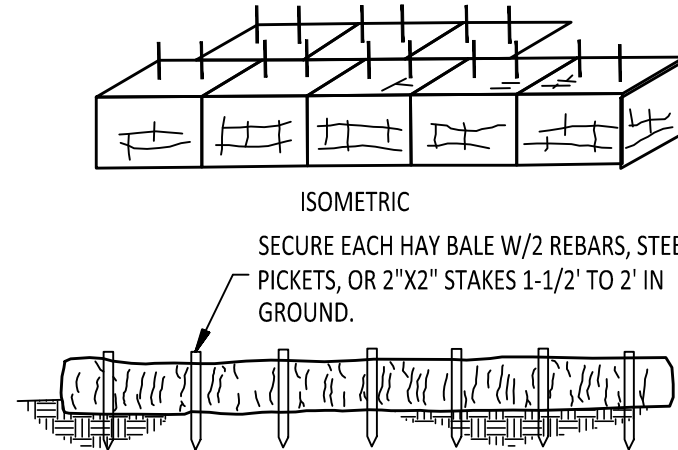 ISOMETRIC
SECURE EACH HAY BALE W/2 REBARS, STEE
PICKETS, OR 2"X2" STAKES 1-1/2' TO 2' IN
GROUND.